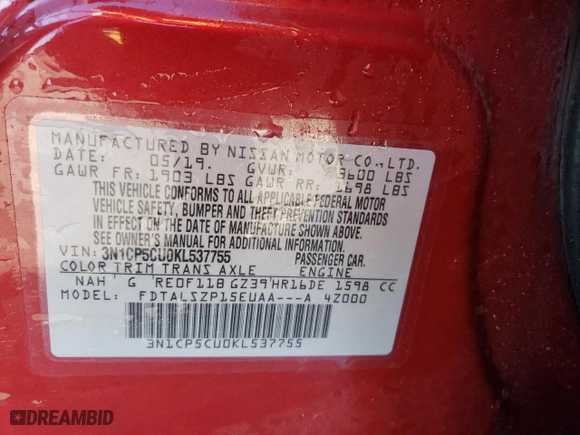 MANUFACTURED BY NISSAN MOTOR CO.,LTD.
DATE: 05/19. GVWR: 3600 LBS
GAWR FR: 1903 LBS GAWR RR: 1698 LBS
THIS VEHICLE CONFORMS TO ALL APPLICABLE FEDERAL MOTOR
VEHICLE SAFETY, BUMPER AND THEFT PREVENTION STANDARDS
IN EFFECT ON THE DATE OF MANUFACTURE SHOWN ABOVE.
SEE OWNER'S MANUAL FOR ADDITIONAL INFORMATION
VIN: 3N1CP5CU0KL537755 PASSENGER CAR.
COLOR TRIM TRANS AXLE ENGINE
NAH G RE0F11B GZ39 HR16DE 1598 CC
MODEL: FDTALSZP15EUAA---A 4Z000
3N1CP5CU0KL537755
DREAMBID